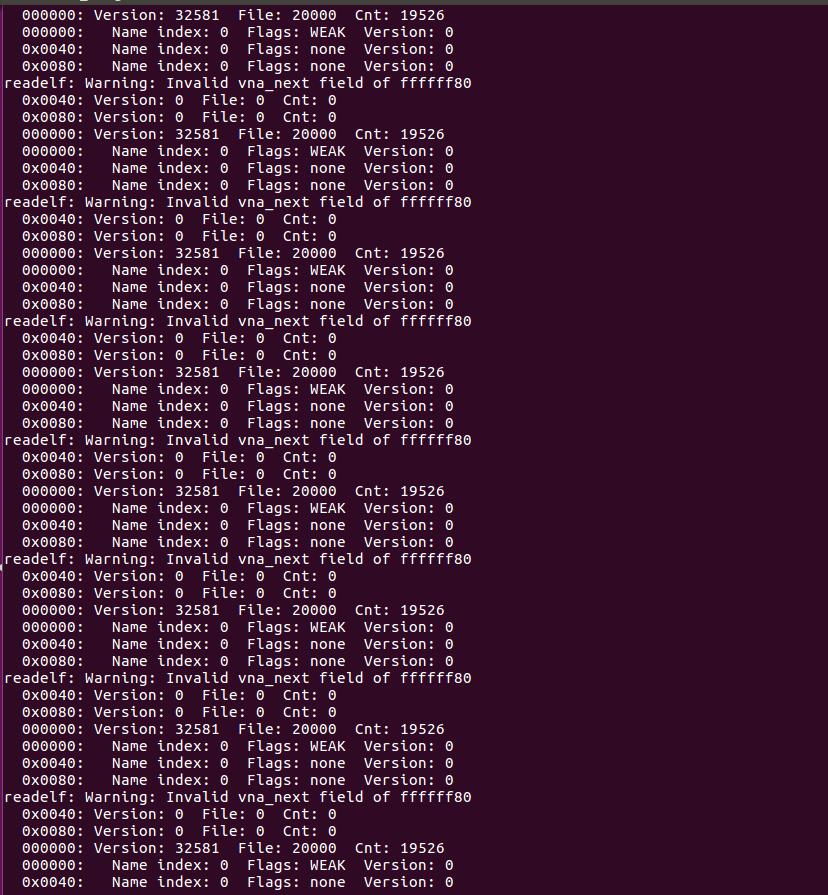 000000: Version: 32581  File: 20000  Cnt: 19526
000000:   Name index: 0  Flags: WEAK  Version: 0
0x0040:   Name index: 0  Flags: none  Version: 0
0x0080:   Name index: 0  Flags: none  Version: 0
readelf: Warning: Invalid vna_next field of ffffff80
0x0040: Version: 0  File: 0  Cnt: 0
0x0080: Version: 0  File: 0  Cnt: 0
000000: Version: 32581  File: 20000  Cnt: 19526
000000:   Name index: 0  Flags: WEAK  Version: 0
0x0040:   Name index: 0  Flags: none  Version: 0
0x0080:   Name index: 0  Flags: none  Version: 0
readelf: Warning: Invalid vna_next field of ffffff80
0x0040: Version: 0  File: 0  Cnt: 0
0x0080: Version: 0  File: 0  Cnt: 0
000000: Version: 32581  File: 20000  Cnt: 19526
000000:   Name index: 0  Flags: WEAK  Version: 0
0x0040:   Name index: 0  Flags: none  Version: 0
0x0080:   Name index: 0  Flags: none  Version: 0
readelf: Warning: Invalid vna_next field of ffffff80
0x0040: Version: 0  File: 0  Cnt: 0
0x0080: Version: 0  File: 0  Cnt: 0
000000: Version: 32581  File: 20000  Cnt: 19526
000000:   Name index: 0  Flags: WEAK  Version: 0
0x0040:   Name index: 0  Flags: none  Version: 0
0x0080:   Name index: 0  Flags: none  Version: 0
readelf: Warning: Invalid vna_next field of ffffff80
0x0040: Version: 0  File: 0  Cnt: 0
0x0080: Version: 0  File: 0  Cnt: 0
000000: Version: 32581  File: 20000  Cnt: 19526
000000:   Name index: 0  Flags: WEAK  Version: 0
0x0040:   Name index: 0  Flags: none  Version: 0
0x0080:   Name index: 0  Flags: none  Version: 0
readelf: Warning: Invalid vna_next field of ffffff80
0x0040: Version: 0  File: 0  Cnt: 0
0x0080: Version: 0  File: 0  Cnt: 0
000000: Version: 32581  File: 20000  Cnt: 19526
000000:   Name index: 0  Flags: WEAK  Version: 0
0x0040:   Name index: 0  Flags: none  Version: 0
0x0080:   Name index: 0  Flags: none  Version: 0
readelf: Warning: Invalid vna_next field of ffffff80
0x0040: Version: 0  File: 0  Cnt: 0
0x0080: Version: 0  File: 0  Cnt: 0
000000: Version: 32581  File: 20000  Cnt: 19526
000000:   Name index: 0  Flags: WEAK  Version: 0
0x0040:   Name index: 0  Flags: none  Version: 0
0x0080:   Name index: 0  Flags: none  Version: 0
readelf: Warning: Invalid vna_next field of ffffff80
0x0040: Version: 0  File: 0  Cnt: 0
0x0080: Version: 0  File: 0  Cnt: 0
000000: Version: 32581  File: 20000  Cnt: 19526
000000:   Name index: 0  Flags: WEAK  Version: 0
0x0040:   Name index: 0  Flags: none  Version: 0